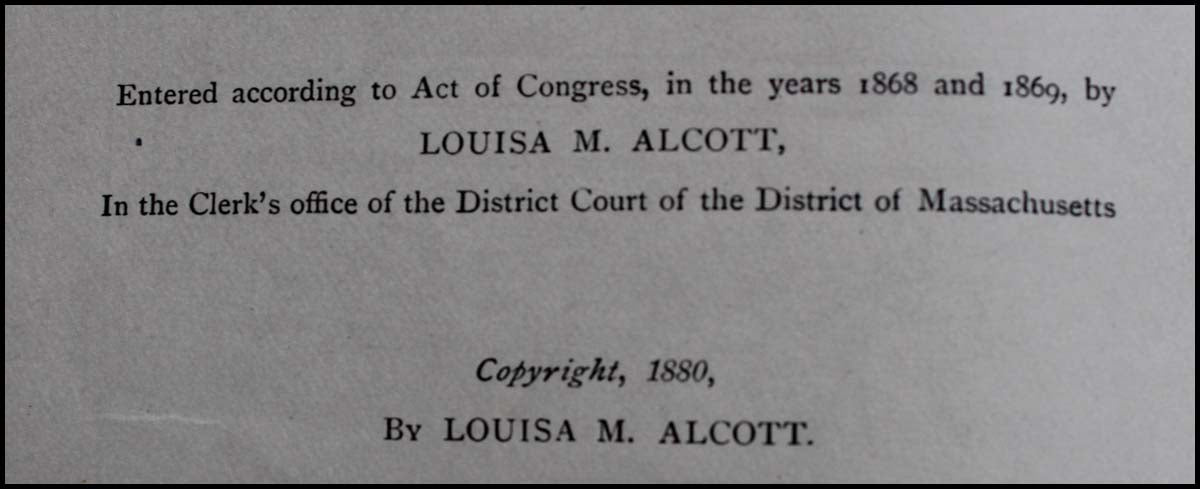 Entered according to Act of Congress, in the years 1868 and 1869, by
LOUISA M. ALCOTT,
In the Clerk's office of the District Court of the District of Massachusetts
Copyright, 1880,
By LOUISA M. ALCOTT.